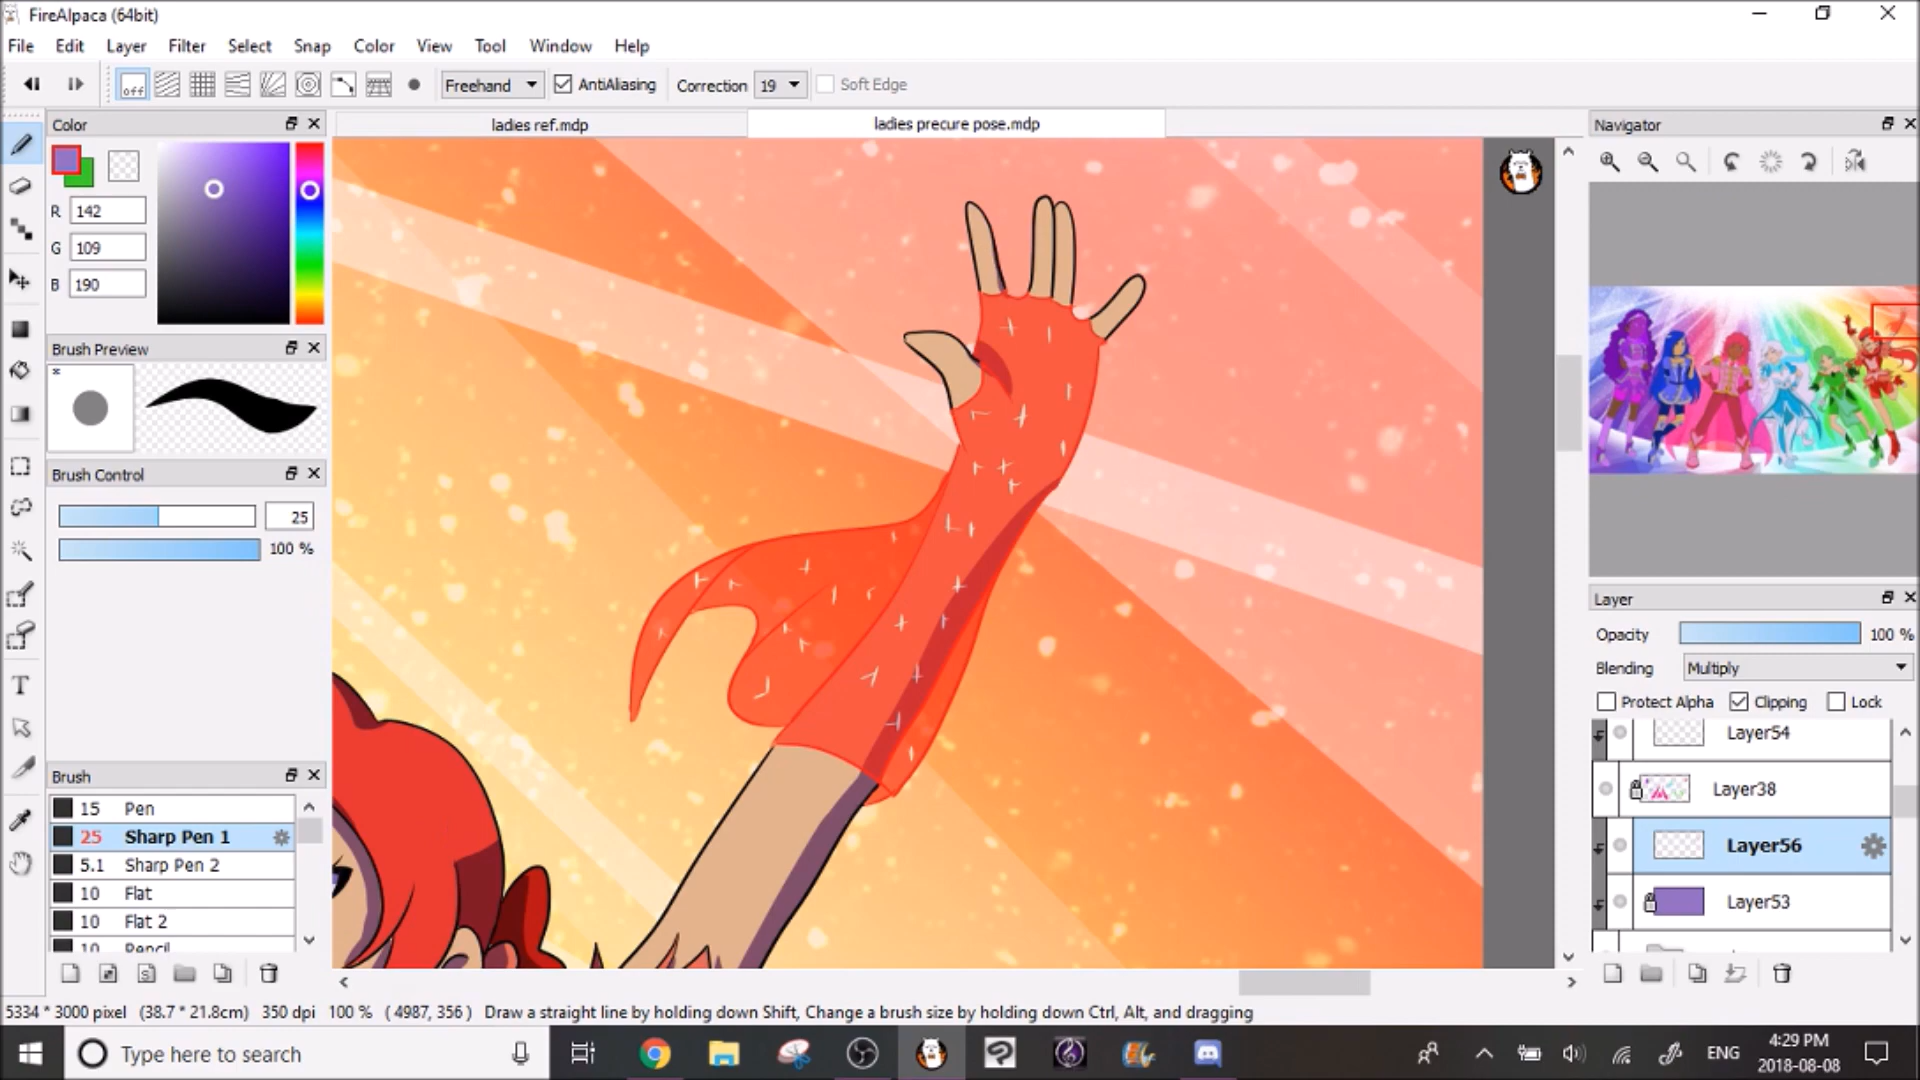 FireAlpaca (64bit)
File Edit Layer Filter Select Snap Color View Tool Window Help
off Freehand AntiAliasing Correction 19 Soft Edge
Color
ladies ref.mdp
ladies precure pose.mdp
Navigator
R 142
G 109
B 190
Brush Preview
Brush Control
25
100 %
Layer
Opacity 100 %
Blending Multiply
Protect Alpha Clipping Lock
Layer54
Layer38
Layer56
Layer53
Brush
15 Pen
25 Sharp Pen 1
5.1 Sharp Pen 2
10 Flat
10 Flat 2
10 Pencil
5334 * 3000 pixel (38.7 * 21.8cm) 350 dpi 100 % ( 4987, 356 ) Draw a straight line by holding down Shift, Change a brush size by holding down Ctrl, Alt, and dragging
Type here to search
ENG
4:29 PM
2018-08-08